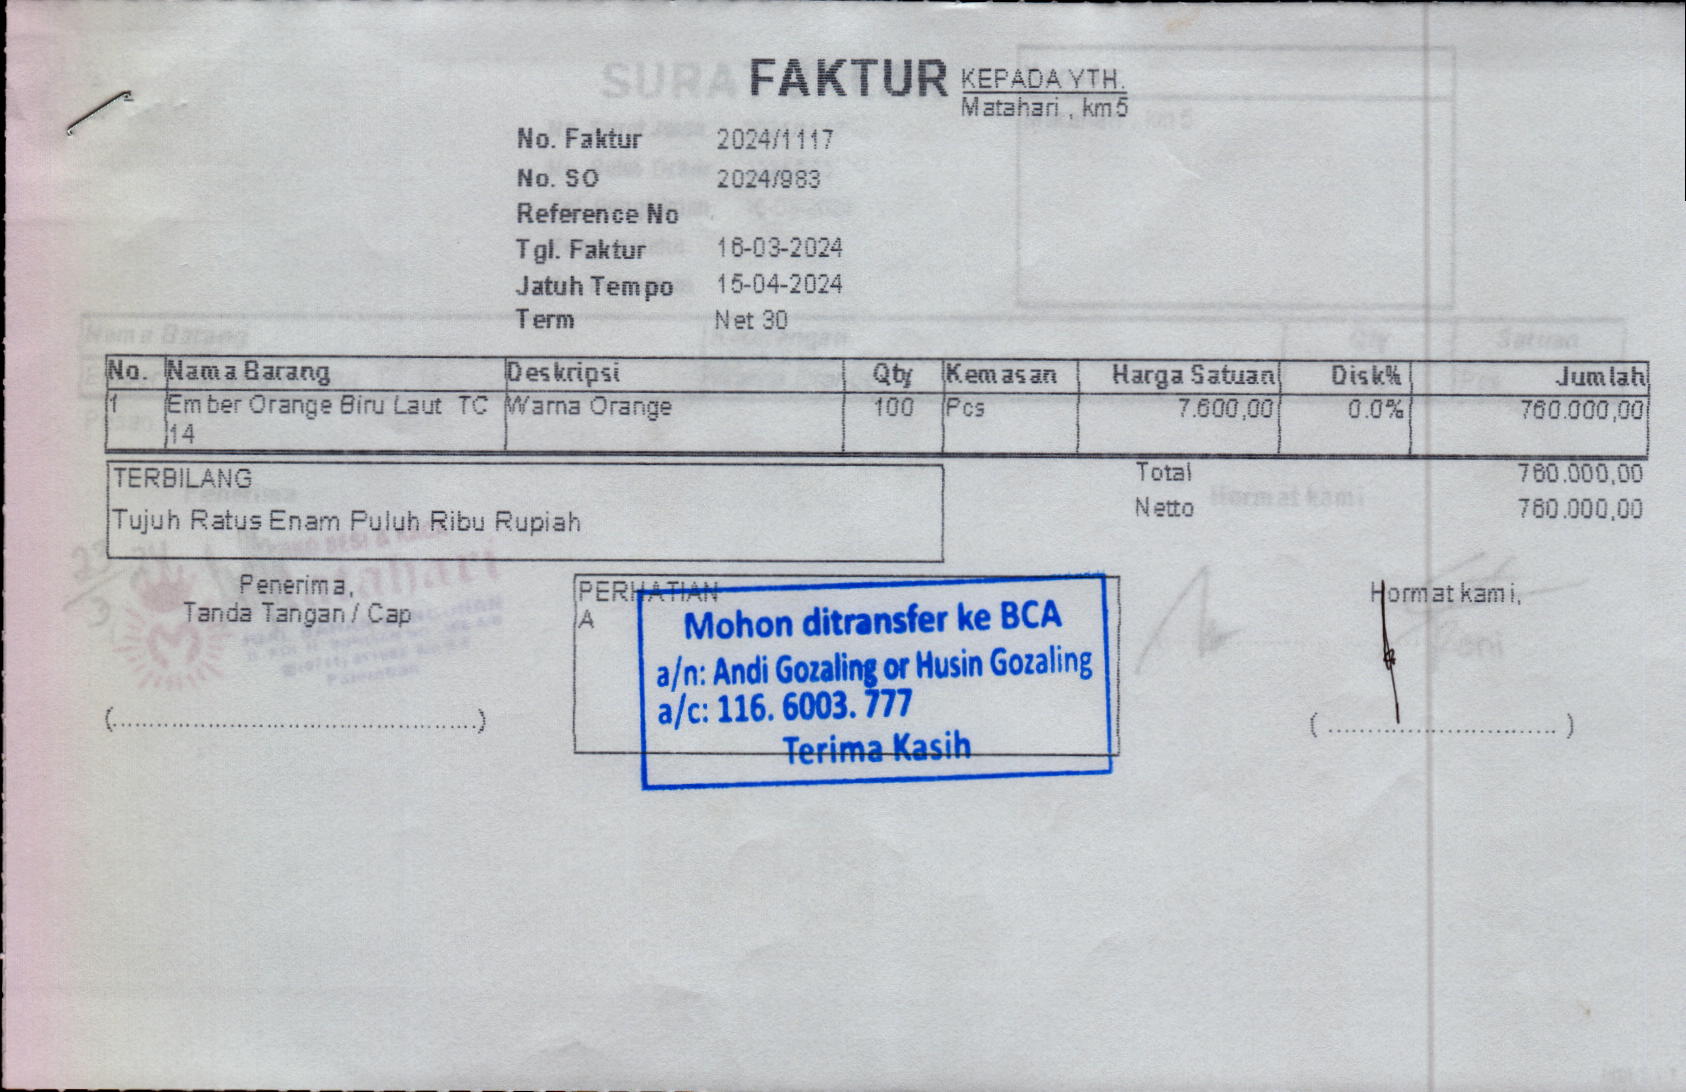 FAKTUR
KEPADA YTH.
Matahari , km5
No. Faktur 2024/1117
No. SO 2024/983
Reference No .
Tgl. Faktur 16-03-2024
Jatuh Tempo 15-04-2024
Term Net 30
No. Nama Barang Deskripsi Qty Kemasan Harga Satuan Disk% Jumlah
1 Ember Orange Biru Laut TC Warna Orange 100 Pcs 7.600,00 0.0% 760.000,00
14
TERBILANG
Tujuh Ratus Enam Puluh Ribu Rupiah
Total 760.000,00
Netto 760.000,00
Penerima,
Tanda Tangan / Cap
(................................................)
PERHATIAN
A
Mohon ditransfer ke BCA
a/n: Andi Gozaling or Husin Gozaling
a/c: 116. 6003. 777
Terima Kasih
Hormat kami,
( .............................. )